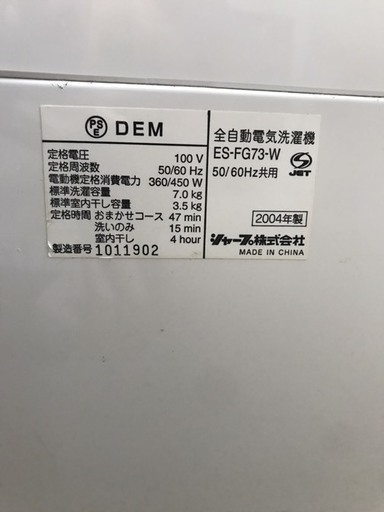 PS E DEM
定格電圧 100 V
定格周波数 50/60 Hz
電動機定格消費電力 360/450 W
標準洗濯容量 7.0 kg
標準室内干し容量 3.5 kg
定格時間 おまかせコース 47 min
洗いのみ 15 min
室内干し 4 hour
製造番号 1011902
全自動電気洗濯機
ES-FG73-W
50/60Hz共用
S JET
2004年製
シャープ株式会社
MADE IN CHINA